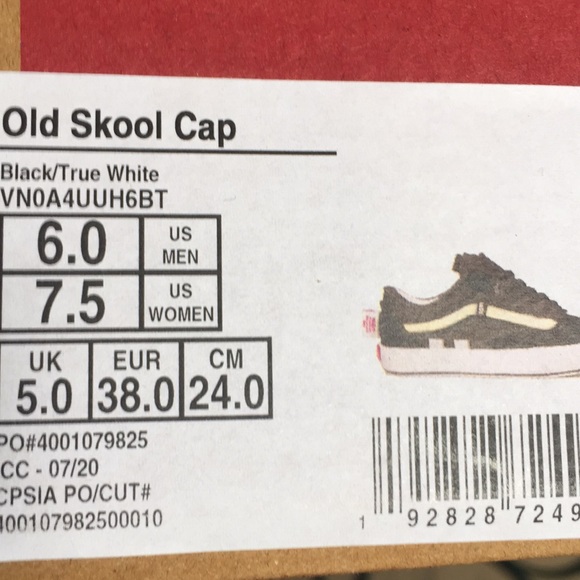 Old Skool Cap
Black/True White
VN0A4UUH6BT
6.0 US MEN
7.5 US WOMEN
UK EUR CM
5.0 38.0 24.0
PO#4001079825
CC - 07/20
CPSIA PO/CUT#
400107982500010
1 92828 7249